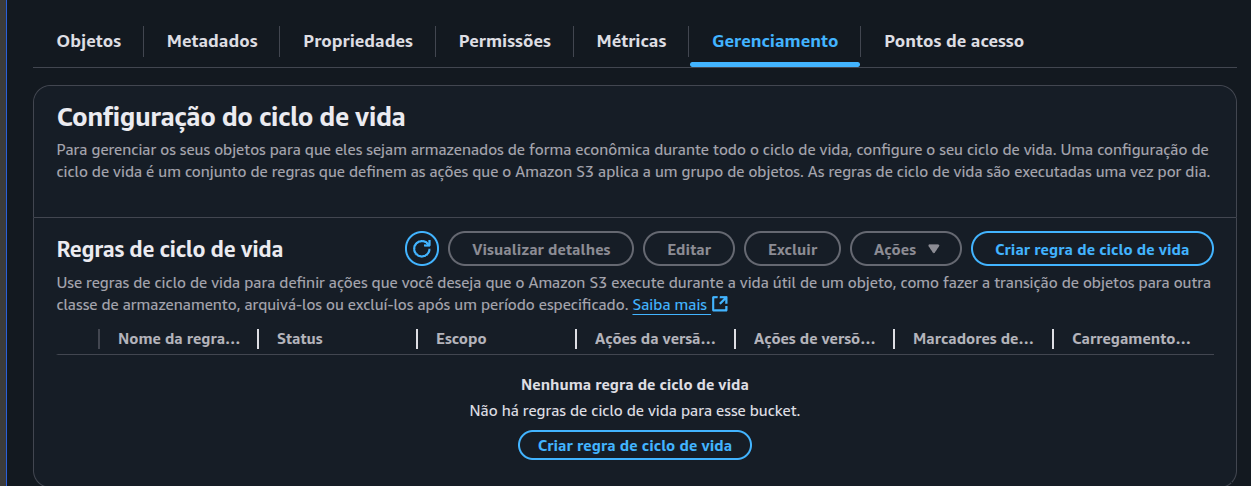 Objetos Metadados Propriedades Permissões Métricas Gerenciamento Pontos de acesso
Configuração do ciclo de vida
Para gerenciar os seus objetos para que eles sejam armazenados de forma econômica durante todo o ciclo de vida, configure o seu ciclo de vida. Uma configuração de
ciclo de vida é um conjunto de regras que definem as ações que o Amazon S3 aplica a um grupo de objetos. As regras de ciclo de vida são executadas uma vez por dia.
Regras de ciclo de vida Visualizar detalhes Editar Excluir Ações Criar regra de ciclo de vida
Use regras de ciclo de vida para definir ações que você deseja que o Amazon S3 execute durante a vida útil de um objeto, como fazer a transição de objetos para outra
classe de armazenamento, arquivá-los ou excluí-los após um período especificado. Saiba mais
Nome da regra... Status Escopo Ações da versã... Ações de versõ... Marcadores de... Carregamento...
Nenhuma regra de ciclo de vida
Não há regras de ciclo de vida para esse bucket.
Criar regra de ciclo de vida